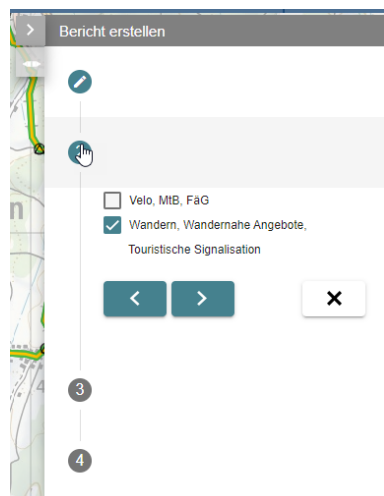 Bericht erstellen
Velo, MtB, FäG
Wandern, Wandernahe Angebote,
Touristische Signalisation
3
4